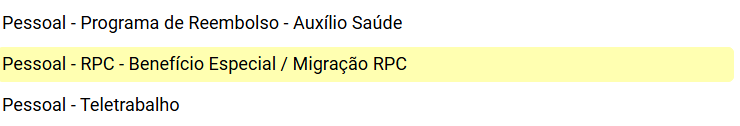 Pessoal - Programa de Reembolso - Auxílio Saúde
Pessoal - RPC - Benefício Especial / Migração RPC
Pessoal - Teletrabalho